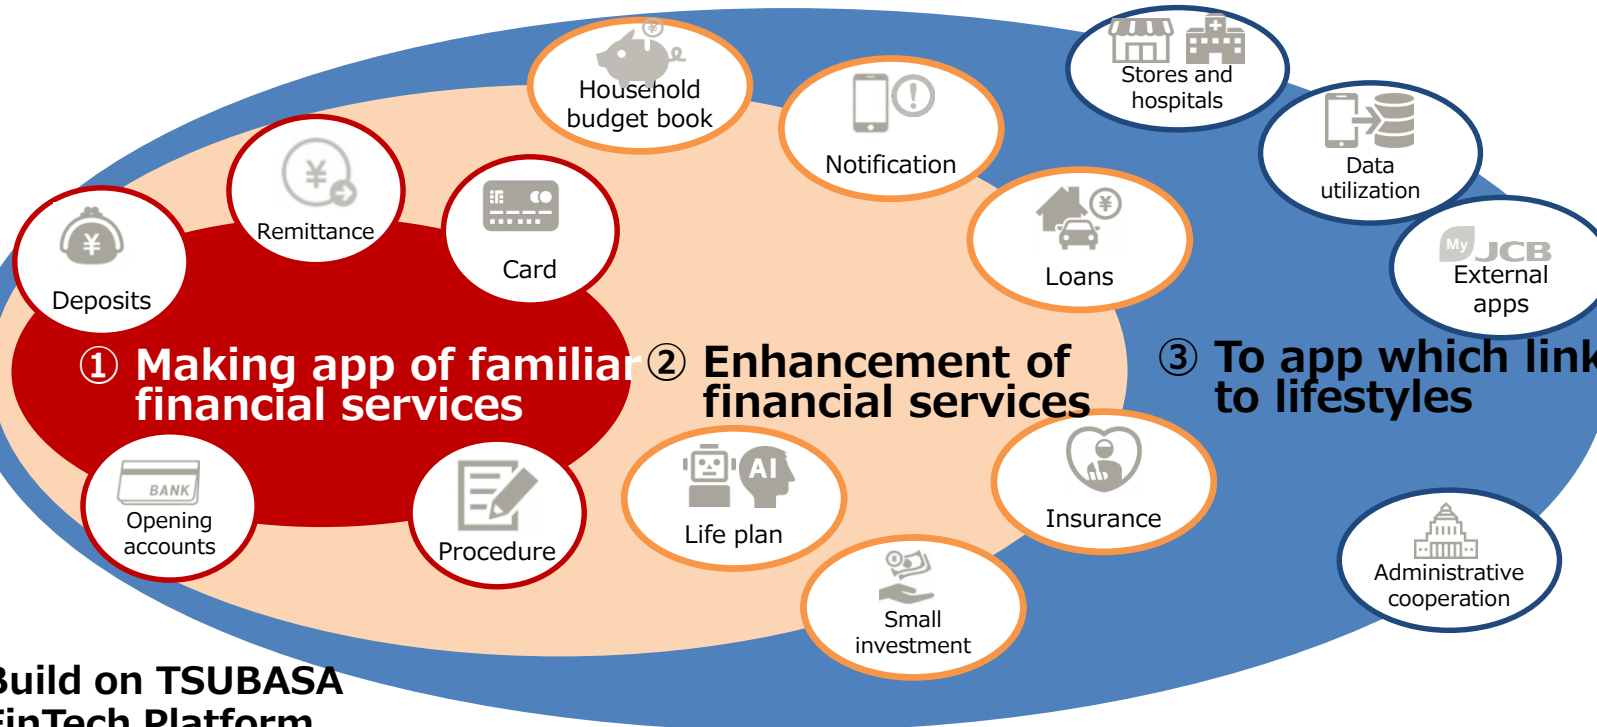 Household
budget book
Stores and
hospitals
Notification
Data
utilization
Remittance
Card
Loans
My JCB
External
apps
¥
Deposits
① Making app of familiar
financial services
② Enhancement of
financial services
③ To app which link
to lifestyles
BANK
Opening
accounts
Procedure
AI
Life plan
Insurance
Small
investment
Administrative
cooperation
Build on TSUBASA
FinTech Platform